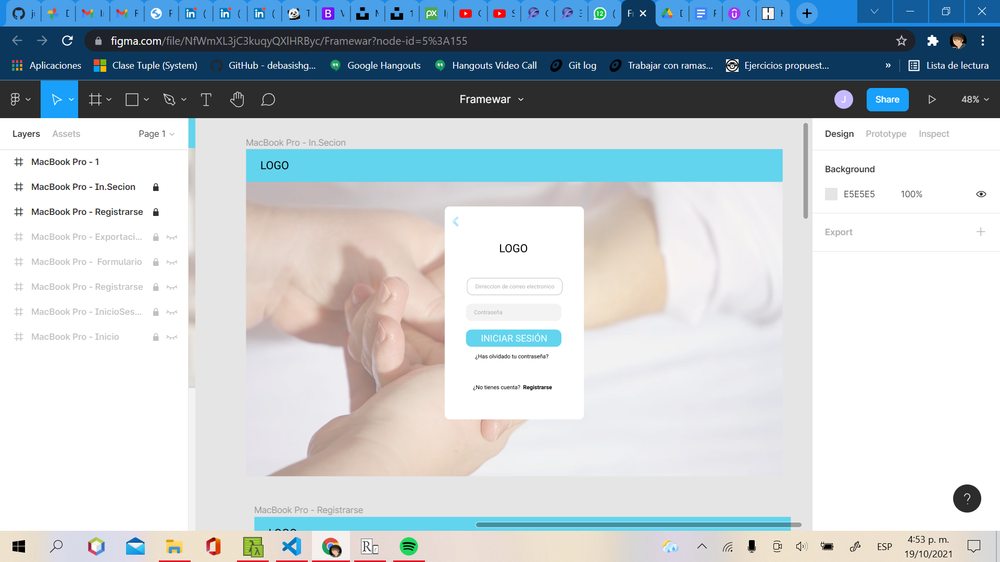 figma.com/file/NfWmXL3jC3kuqyQXlHRByc/Framewar?node-id=5%3A155
Aplicaciones
Clase Tuple (System)
GitHub - debasishg...
Google Hangouts
Hangouts Video Call
Git log
Trabajar con ramas...
Ejercicios propuest...
»
Lista de lectura
Framewar
J
Share
48%
Layers
Assets
Page 1
MacBook Pro - 1
MacBook Pro - In.Secion
MacBook Pro - Registrarse
MacBook Pro - Exportaci...
MacBook Pro - Formulario
MacBook Pro - Registrarse
MacBook Pro - InicioSes...
MacBook Pro - Inicio
MacBook Pro - In.Secion
LOGO
LOGO
Dirreccion de correo electronico
Contraseña
INICIAR SESIÓN
¿Has olvidado tu contraseña?
¿No tienes cuenta? Registrarse
MacBook Pro - Registrarse
Design
Prototype
Inspect
Background
E5E5E5
100%
Export
?
ESP
4:53 p. m.
19/10/2021